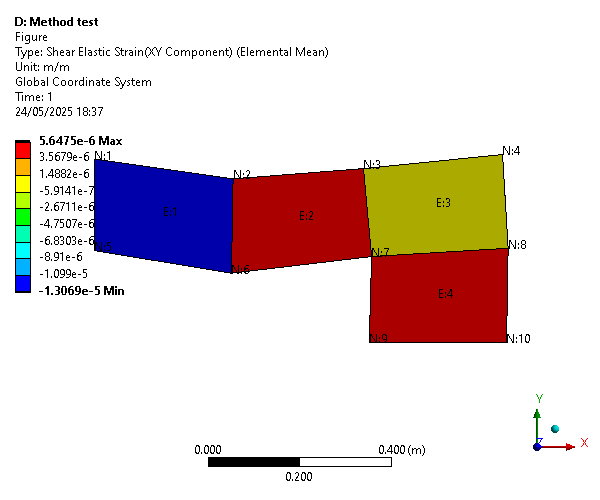 D: Method test
Figure
Type: Shear Elastic Strain(XY Component) (Elemental Mean)
Unit: m/m
Global Coordinate System
Time: 1
24/05/2025 18:37
5.6475e-6 Max
3.5679e-6
1.4882e-6
-5.9141e-7
-2.6711e-6
-4.7507e-6
-6.8303e-6
-8.91e-6
-1.099e-5
-1.3069e-5 Min
N:1
N:2
N:3
N:4
E:1
E:2
E:3
N:5
N:6
N:7
N:8
E:4
N:9
N:10
0.000
0.400 (m)
0.200
Y
Z
X